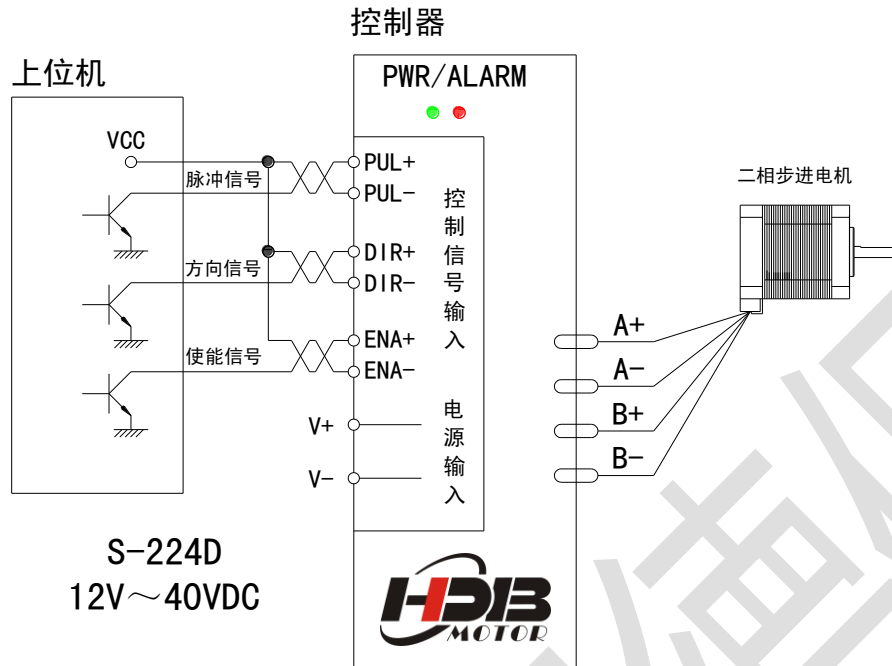 控制器
上位机
PWR/ALARM
VCC
脉冲信号
PUL+
PUL-
方向信号
DIR+
DIR-
使能信号
ENA+
ENA-
控制信号输入
V+
V-
电源输入
A+
A-
B+
B-
二相步进电机
S-224D
12V~40VDC
HDB
MOTOR